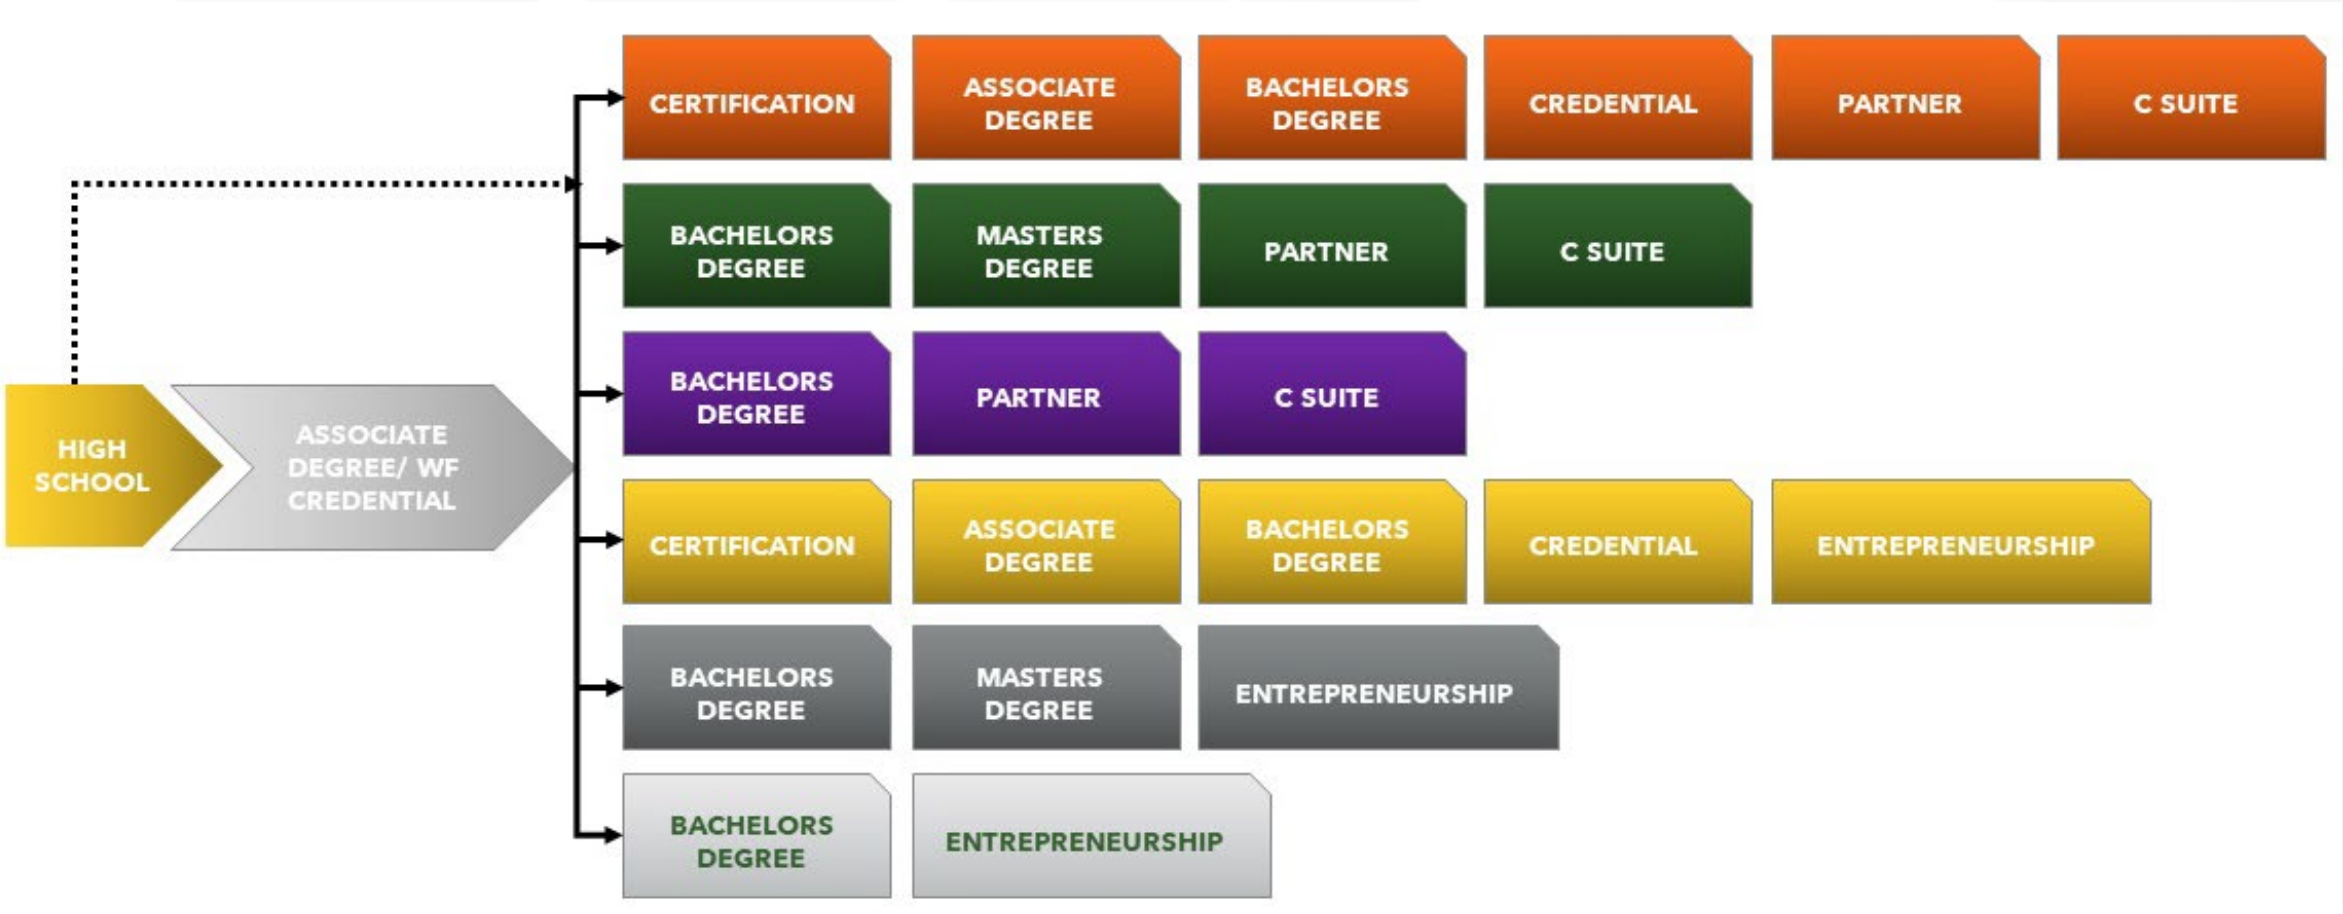 HIGH
SCHOOL
ASSOCIATE
DEGREE/ WF
CREDENTIAL
CERTIFICATION
ASSOCIATE
DEGREE
BACHELORS
DEGREE
CREDENTIAL
PARTNER
C SUITE
BACHELORS
DEGREE
MASTERS
DEGREE
PARTNER
C SUITE
BACHELORS
DEGREE
PARTNER
C SUITE
CERTIFICATION
ASSOCIATE
DEGREE
BACHELORS
DEGREE
CREDENTIAL
ENTREPRENEURSHIP
BACHELORS
DEGREE
MASTERS
DEGREE
ENTREPRENEURSHIP
BACHELORS
DEGREE
ENTREPRENEURSHIP